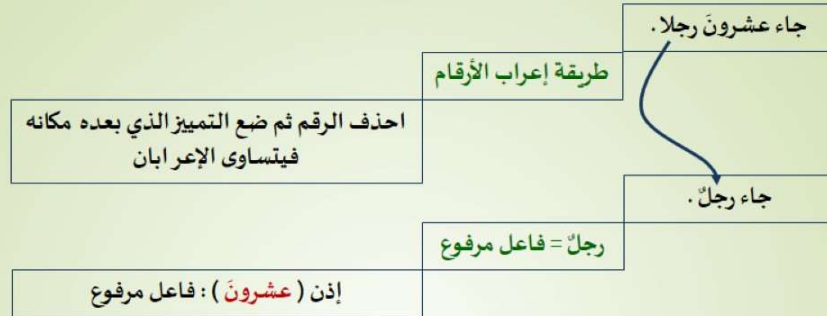 جاء عشرونَ رجلا.
طريقة إعراب الأرقام
احذف الرقم ثم ضع التمييز الذي بعده مكانه
فيتساوى الإعرابان
جاء رجلٌ.
رجلٌ = فاعل مرفوع
إذن (عشرونَ): فاعل مرفوع